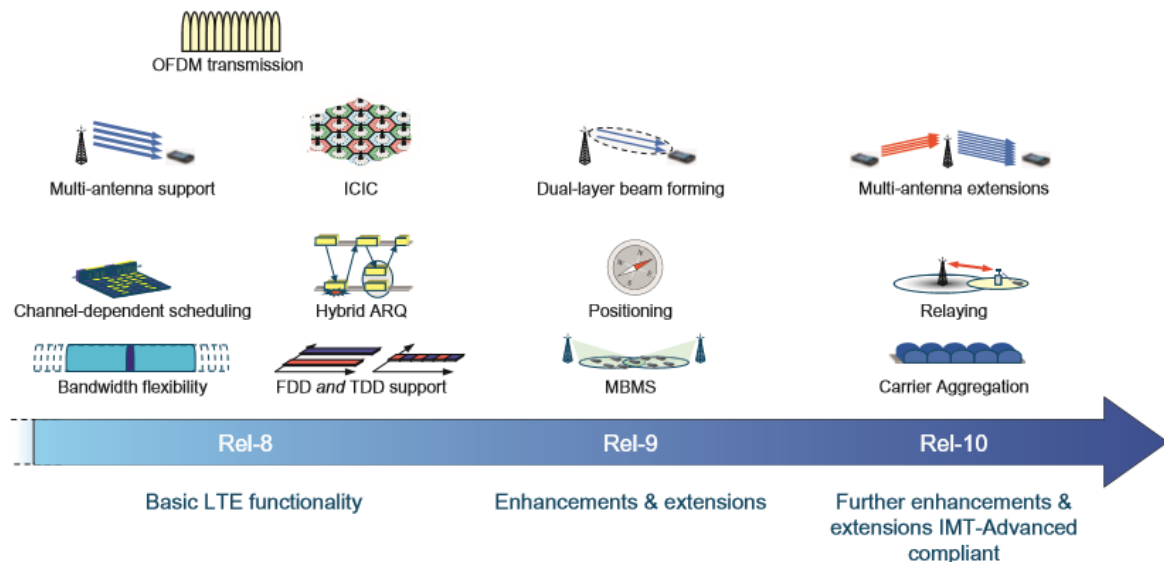 OFDM transmission
Multi-antenna support
ICIC
Dual-layer beam forming
Multi-antenna extensions
Channel-dependent scheduling
Hybrid ARQ
Positioning
Relaying
Bandwidth flexibility
FDD and TDD support
MBMS
Carrier Aggregation
Rel-8
Rel-9
Rel-10
Basic LTE functionality
Enhancements & extensions
Further enhancements &
extensions IMT-Advanced
compliant